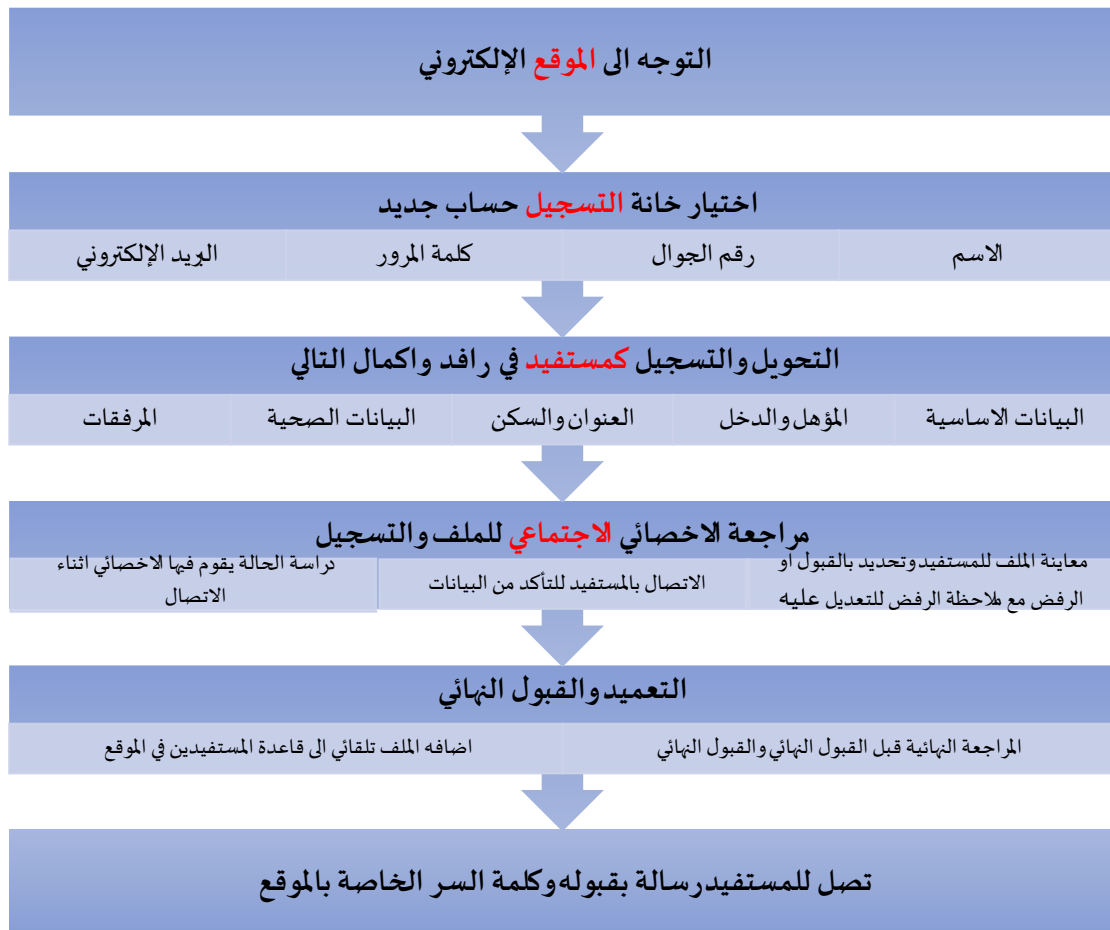 التوجه الى الموقع الإلكتروني
اختيار خانة التسجيل حساب جديد
الاسم
رقم الجوال
كلمة المرور
البريد الإلكتروني
التحويل والتسجيل كمستفيد في رافد واكمال التالي
البيانات الاساسية
المؤهل والدخل
العنوان والسكن
البيانات الصحية
المرفقات
مراجعة الاخصائي الاجتماعي للملف والتسجيل
معاينة الملف للمستفيد وتحديد بالقبول او
الرفض مع ملاحظة الرفض للتعديل عليه
الاتصال بالمستفيد للتأكد من البيانات
دراسة الحالة يقوم فيها الاخصائي اثناء
الاتصال
التعميد والقبول النهائي
المراجعة النهائية قبل القبول النهائي والقبول النهائي
اضافه الملف تلقائي الى قاعدة المستفيدين في الموقع
تصل للمستفيد رسالة بقبوله وكلمة السر الخاصة بالموقع